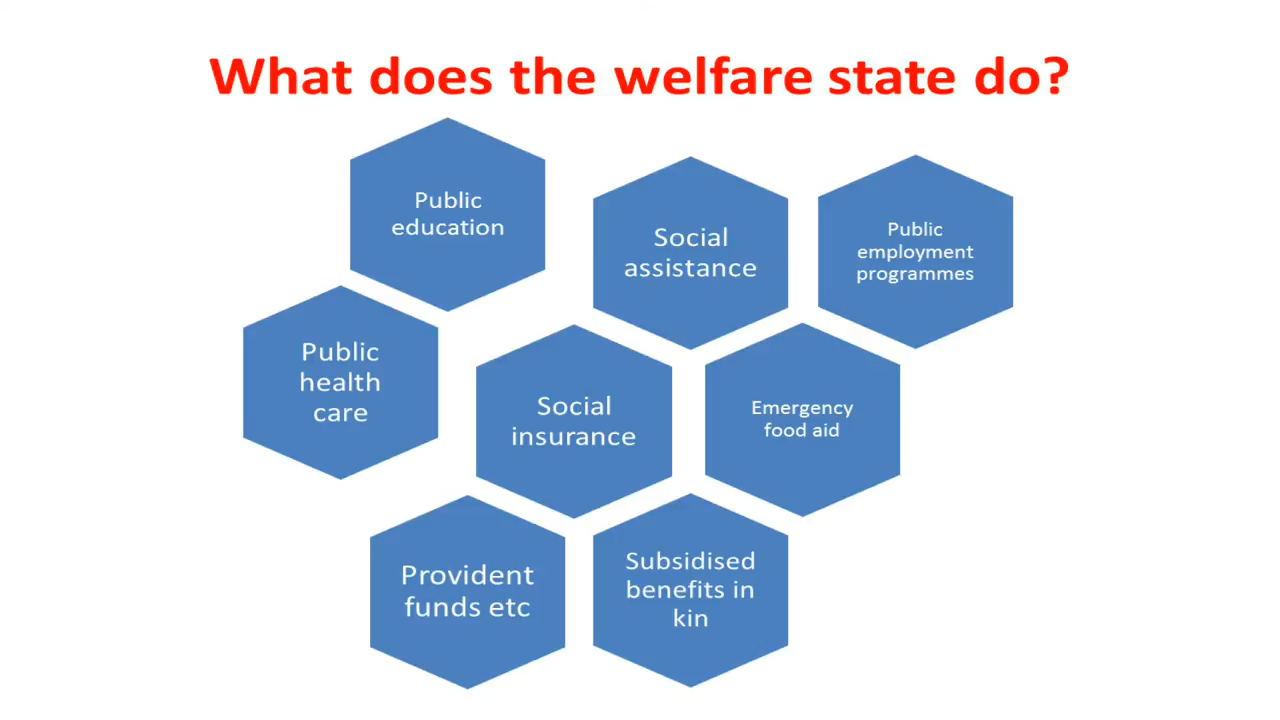 What does the welfare state do?
Public
education
Social
assistance
Public
employment
programmes
Public
health
care
Social
insurance
Emergency
food aid
Provident
funds etc
Subsidised
benefits in
kin